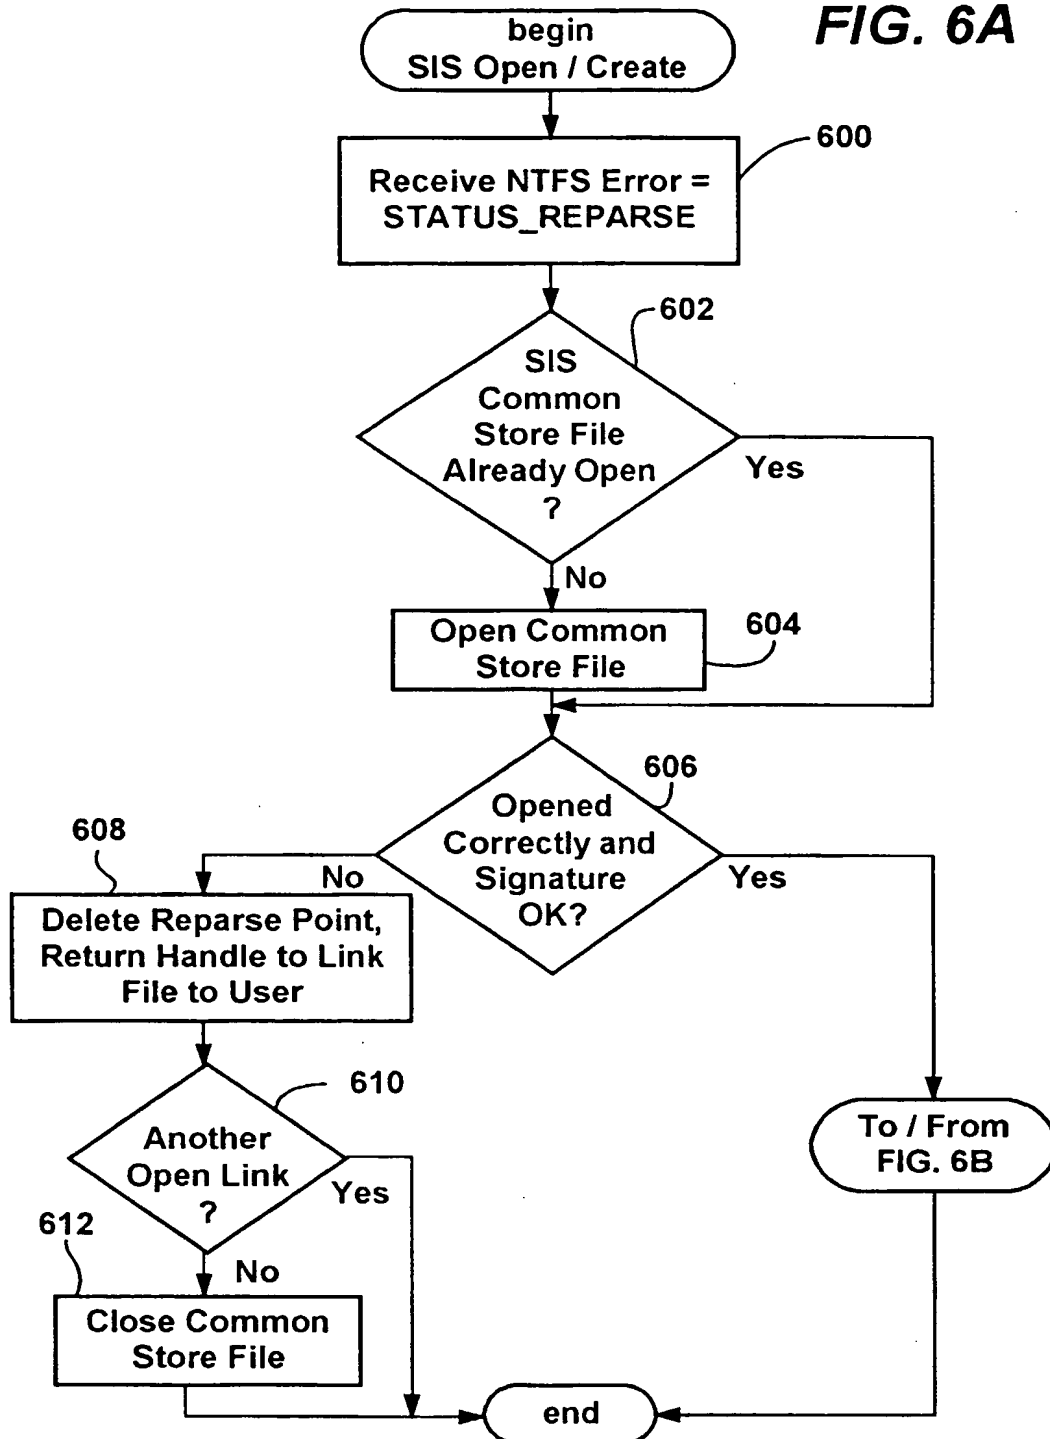 FIG. 6A
begin
SIS Open / Create
600
Receive NTFS Error =
STATUS_REPARSE
602
SIS
Common
Store File
Already Open
?
Yes
No
Open Common
Store File
604
606
Opened
Correctly and
Signature
OK?
No
Yes
608
Delete Reparse Point,
Return Handle to Link
File to User
610
Another
Open Link
?
Yes
To / From
FIG. 6B
612
No
Close Common
Store File
end